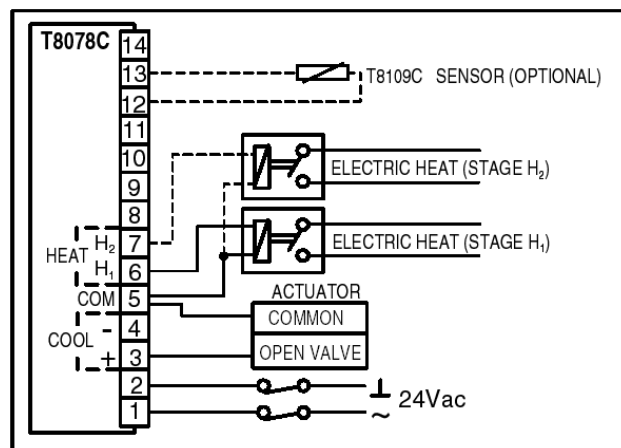 T8078C
14
13
T8109C SENSOR (OPTIONAL)
12
11
10
ELECTRIC HEAT (STAGE H₂)
9
8
HEAT
H₂
7
ELECTRIC HEAT (STAGE H₁)
H₁
6
COM
5
ACTUATOR
COMMON
COOL
-
4
+
3
OPEN VALVE
2
24Vac
1
~